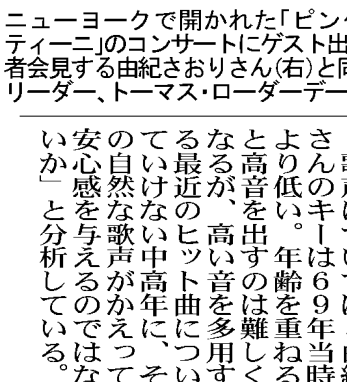 ニューヨークで開かれた「ピン
ティーニ」のコンサートにゲスト出
者会見する由紀さおりさん(右)と同
リーダー、トーマス・ローダーデー
さんのキーは６９年当時
より低い。年齢を重ねる
と高音を出すのは難しく
なるが、高い音を多用す
る最近のヒット曲につい
ていけない中高年に、そ
の自然な歌声がかえって
安心感を与えるのではな
いか」と分析している。